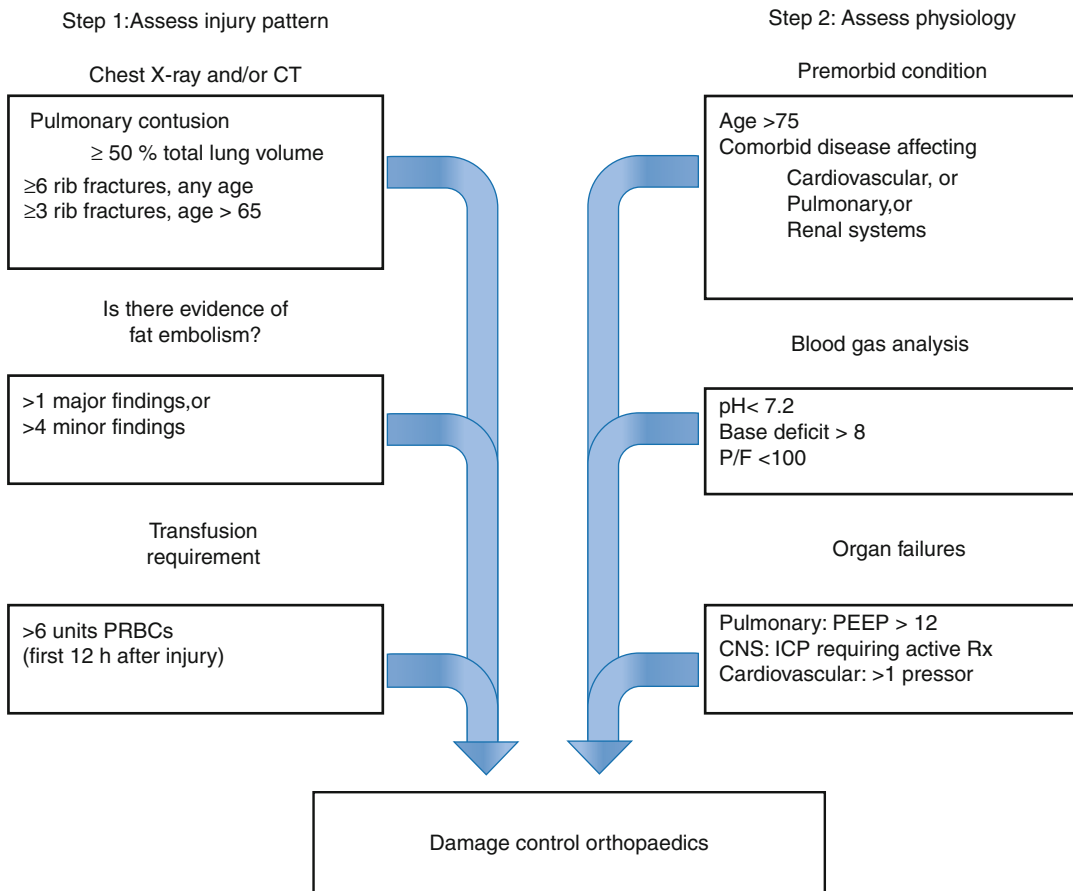 Step 1:Assess injury pattern
Chest X-ray and/or CT
Pulmonary contusion
≥ 50 % total lung volume
≥6 rib fractures, any age
≥3 rib fractures, age > 65
Is there evidence of
fat embolism?
>1 major findings,or
>4 minor findings
Transfusion
requirement
>6 units PRBCs
(first 12 h after injury)
Step 2: Assess physiology
Premorbid condition
Age >75
Comorbid disease affecting
Cardiovascular, or
Pulmonary,or
Renal systems
Blood gas analysis
pH< 7.2
Base deficit > 8
P/F <100
Organ failures
Pulmonary: PEEP > 12
CNS: ICP requiring active Rx
Cardiovascular: >1 pressor
Damage control orthopaedics